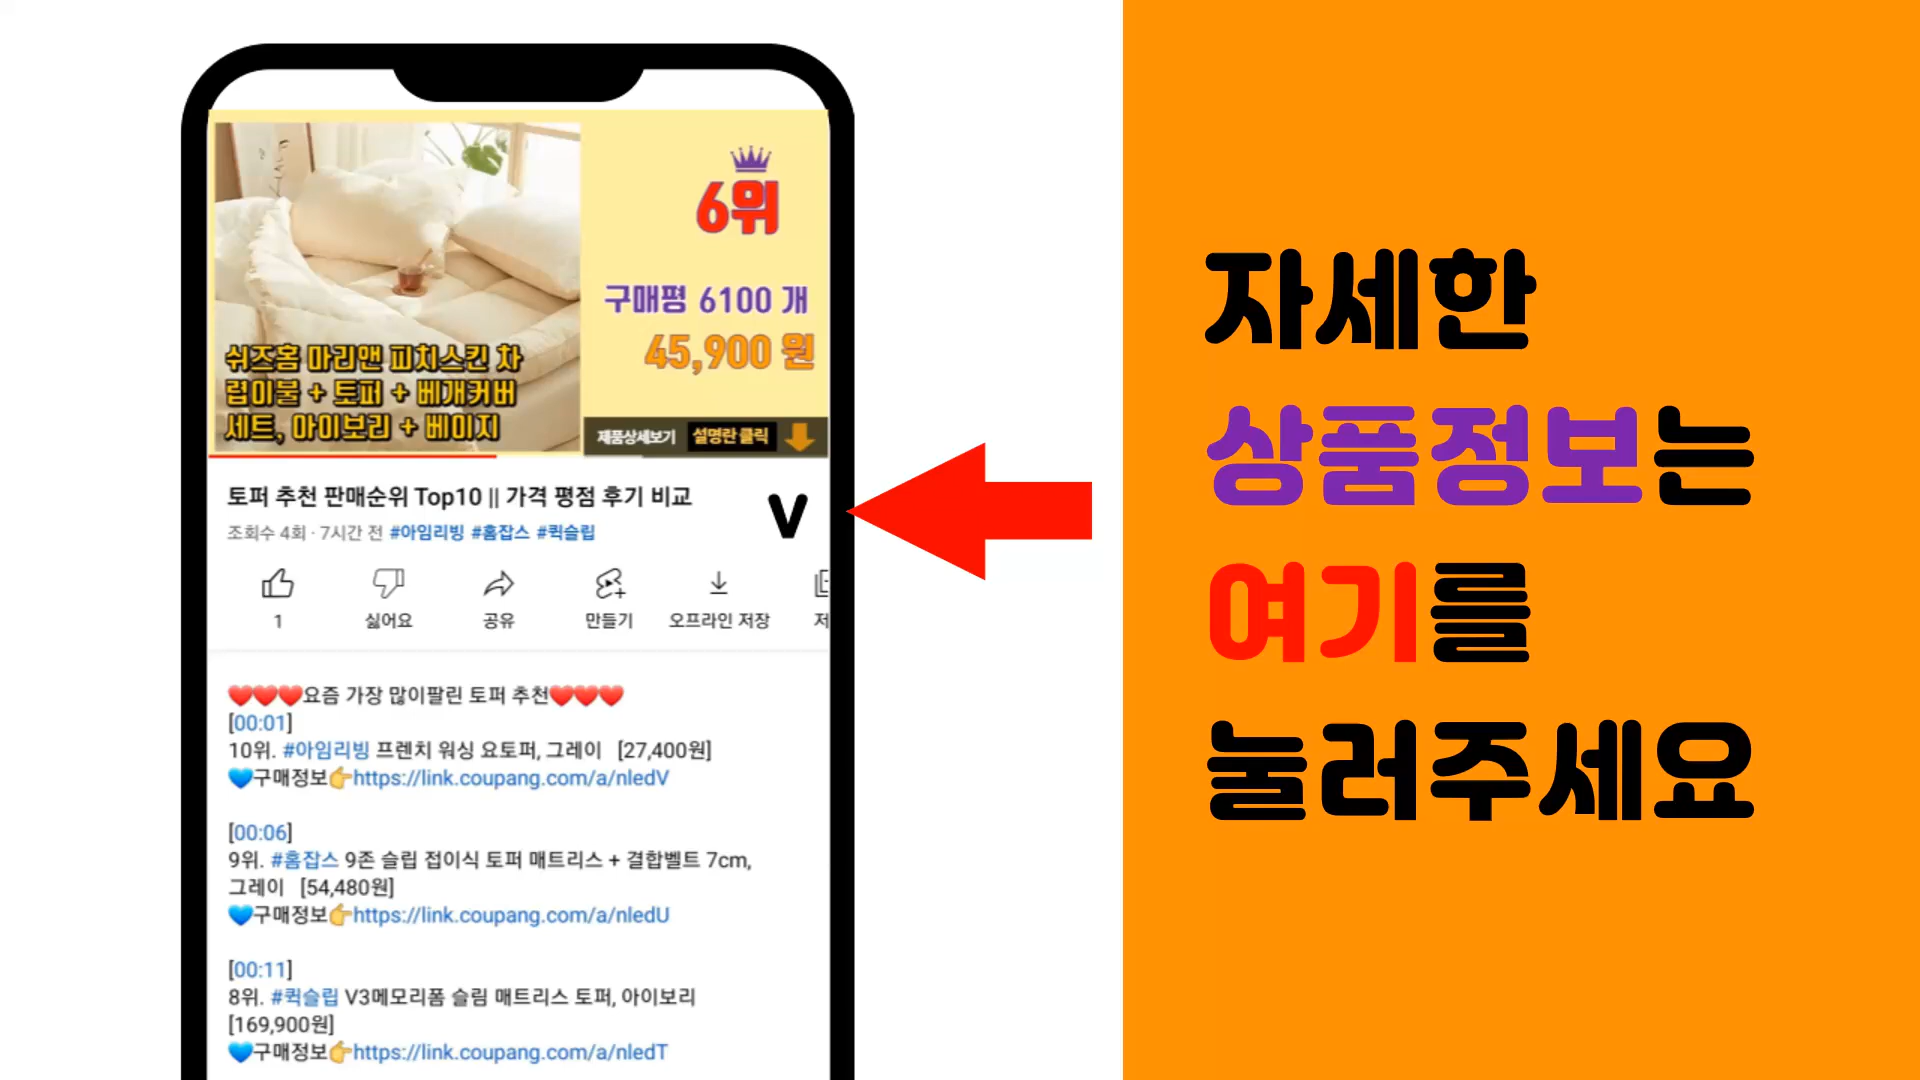 6위
구매평 6100 개
45,900 원
쉬즈홈 마리앤 피치스킨 차
렵이불 + 토퍼 + 베개커버
세트, 아이보리 + 베이지
제품상세보기 설명란 클릭
토퍼 추천 판매순위 Top10 || 가격 평점 후기 비교
V
조회수 4회 · 7시간 전 #아임리빙 #홈잡스 #퀵슬립
1 싫어요 공유 만들기 오프라인 저장 저
❤️❤️❤️요즘 가장 많이팔린 토퍼 추천❤️❤️❤️
[00:01]
10위. #아임리빙 프렌치 워싱 요토퍼, 그레이 [27,400원]
💙구매정보👉https://link.coupang.com/a/nledV
[00:06]
9위. #홈잡스 9존 슬립 접이식 토퍼 매트리스 + 결합벨트 7cm,
그레이 [54,480원]
💙구매정보👉https://link.coupang.com/a/nledU
[00:11]
8위. #퀵슬립 V3메모리폼 슬림 매트리스 토퍼, 아이보리
[169,900원]
💙구매정보👉https://link.coupang.com/a/nledT
자세한
상품정보는
여기를
눌러주세요